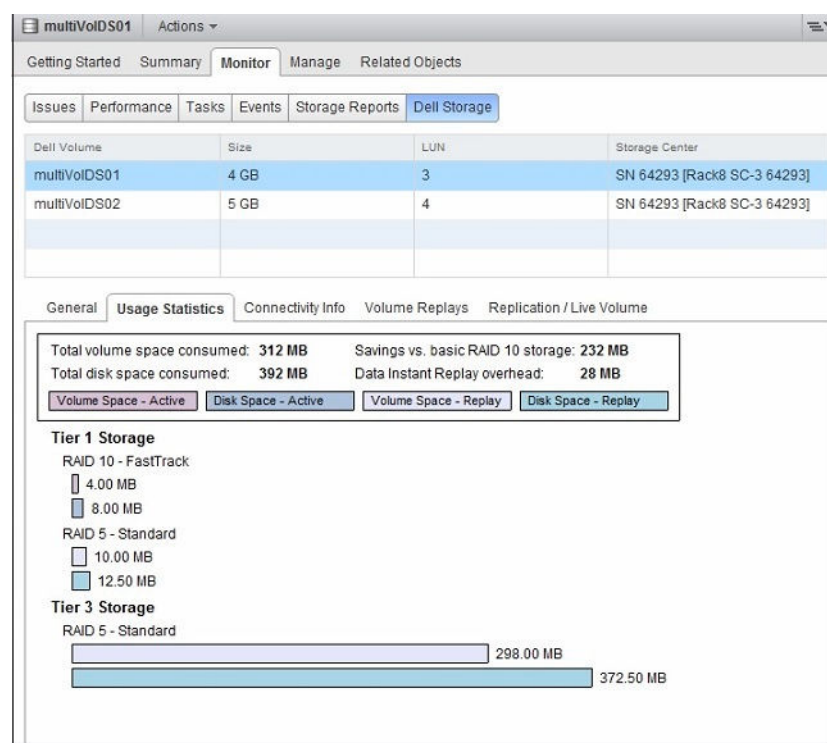 multiVolDS01 Actions
Getting Started Summary Monitor Manage Related Objects
Issues Performance Tasks Events Storage Reports Dell Storage
Dell Volume Size LUN Storage Center
multiVolDS01 4 GB 3 SN 64293 [Rack8 SC-3 64293]
multiVolDS02 5 GB 4 SN 64293 [Rack8 SC-3 64293]
General Usage Statistics Connectivity Info Volume Replays Replication / Live Volume
Total volume space consumed: 312 MB Savings vs. basic RAID 10 storage: 232 MB
Total disk space consumed: 392 MB Data Instant Replay overhead: 28 MB
Volume Space - Active Disk Space - Active Volume Space - Replay Disk Space - Replay
Tier 1 Storage
RAID 10 - FastTrack
4.00 MB
8.00 MB
RAID 5 - Standard
10.00 MB
12.50 MB
Tier 3 Storage
RAID 5 - Standard
298.00 MB
372.50 MB